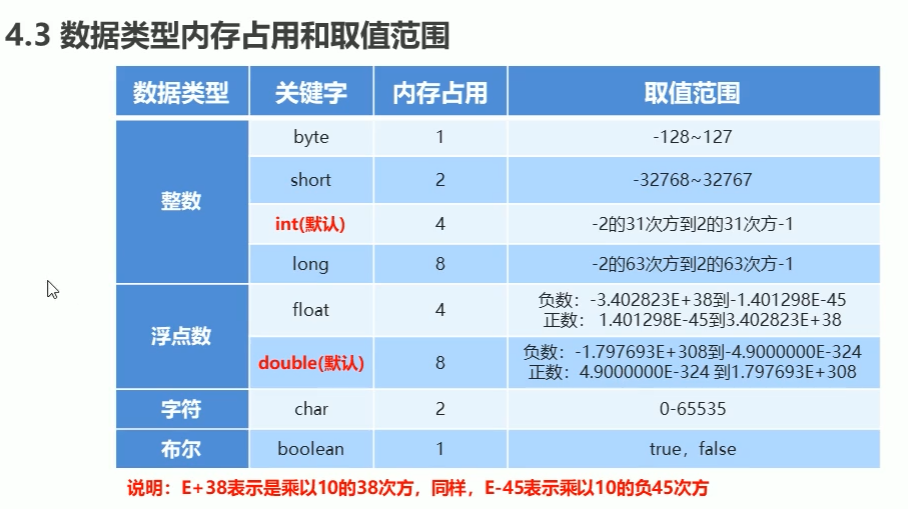 4.3 数据类型内存占用和取值范围
数据类型 关键字 内存占用 取值范围
整数
byte 1 -128~127
short 2 -32768~32767
int(默认) 4 -2的31次方到2的31次方-1
long 8 -2的63次方到2的63次方-1
浮点数
float 4 负数：-3.402823E+38到-1.401298E-45
正数： 1.401298E-45到3.402823E+38
double(默认) 8 负数：-1.797693E+308到-4.9000000E-324
正数：4.9000000E-324 到1.797693E+308
字符 char 2 0-65535
布尔 boolean 1 true，false
说明：E+38表示是乘以10的38次方，同样，E-45表示乘以10的负45次方